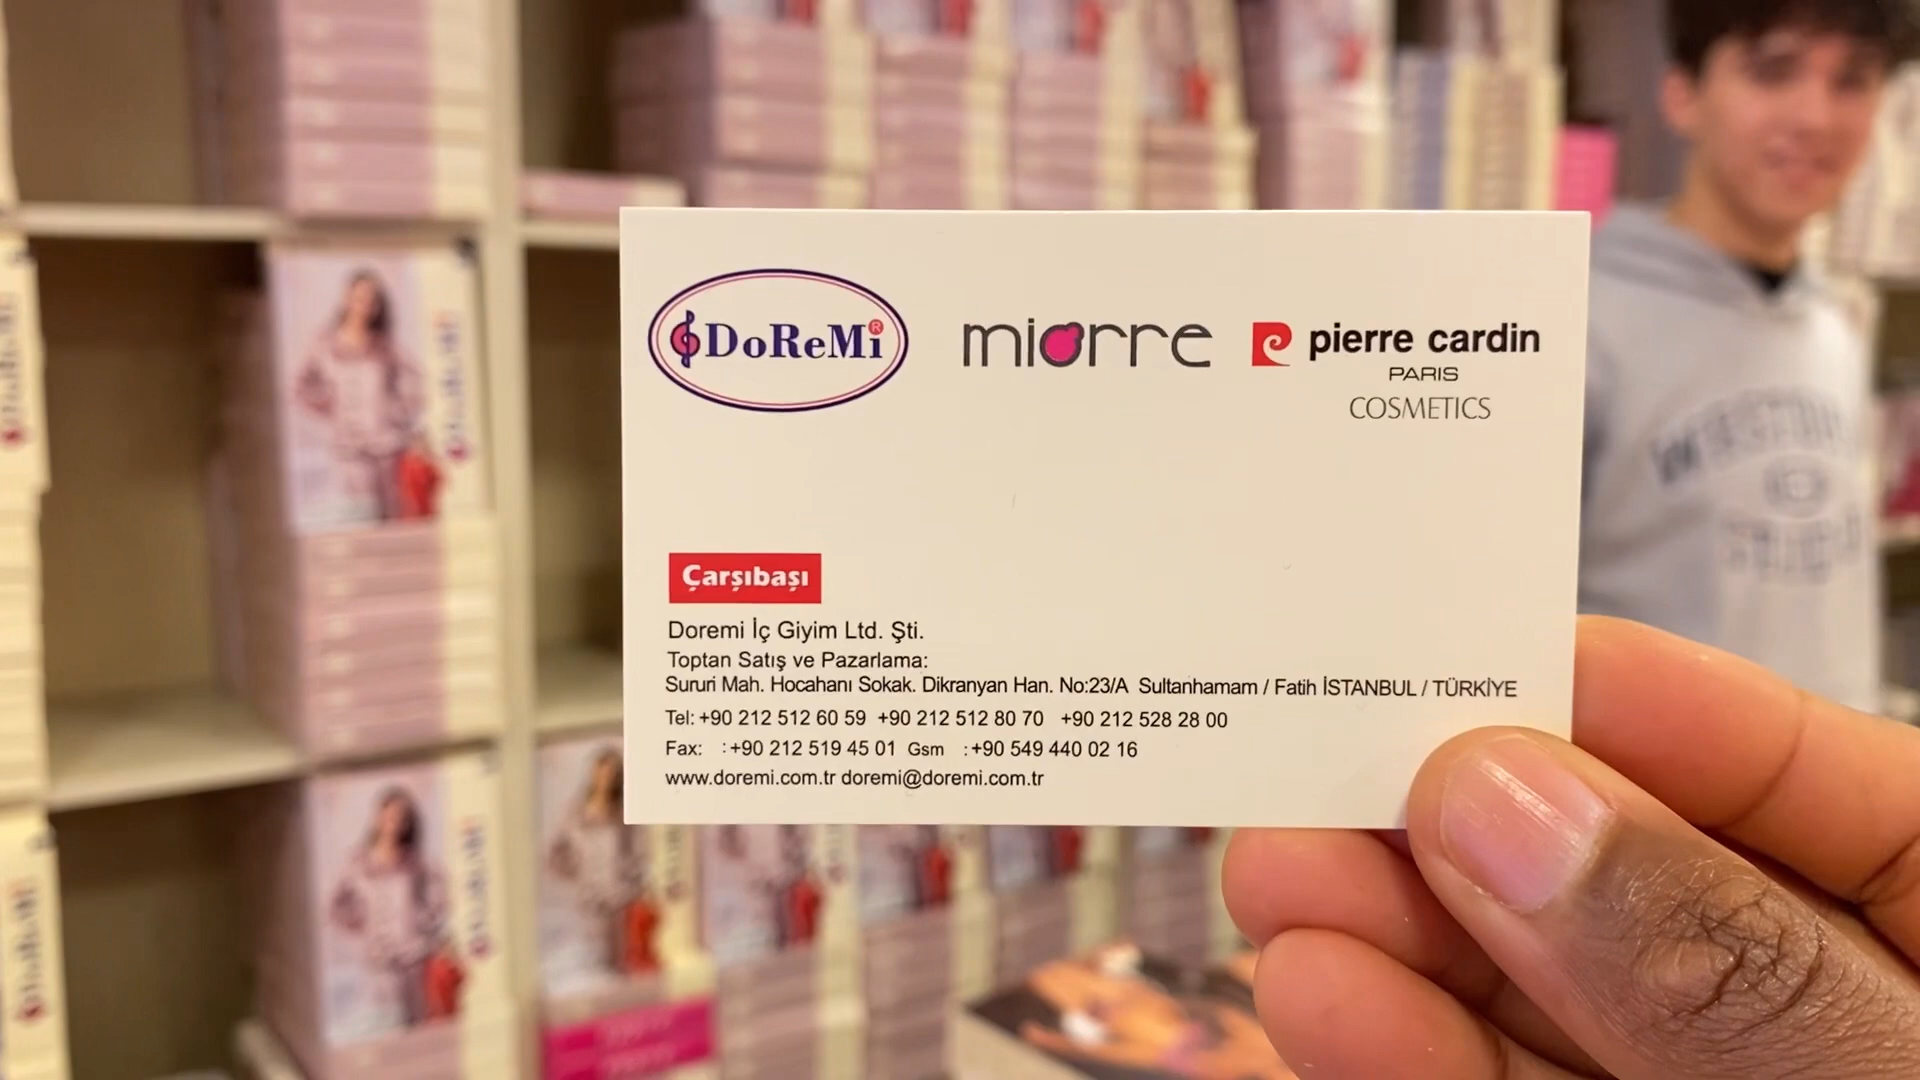 DoReMi®
miorre
pierre cardin
PARIS
COSMETICS
Çarşıbaşı
Doremi İç Giyim Ltd. Şti.
Toptan Satış ve Pazarlama:
Sururi Mah. Hocahanı Sokak. Dikranyan Han. No:23/A Sultanhamam / Fatih İSTANBUL / TÜRKİYE
Tel: +90 212 512 60 59 +90 212 512 80 70 +90 212 528 28 00
Fax: :+90 212 519 45 01 Gsm :+90 549 440 02 16
www.doremi.com.tr doremi@doremi.com.tr